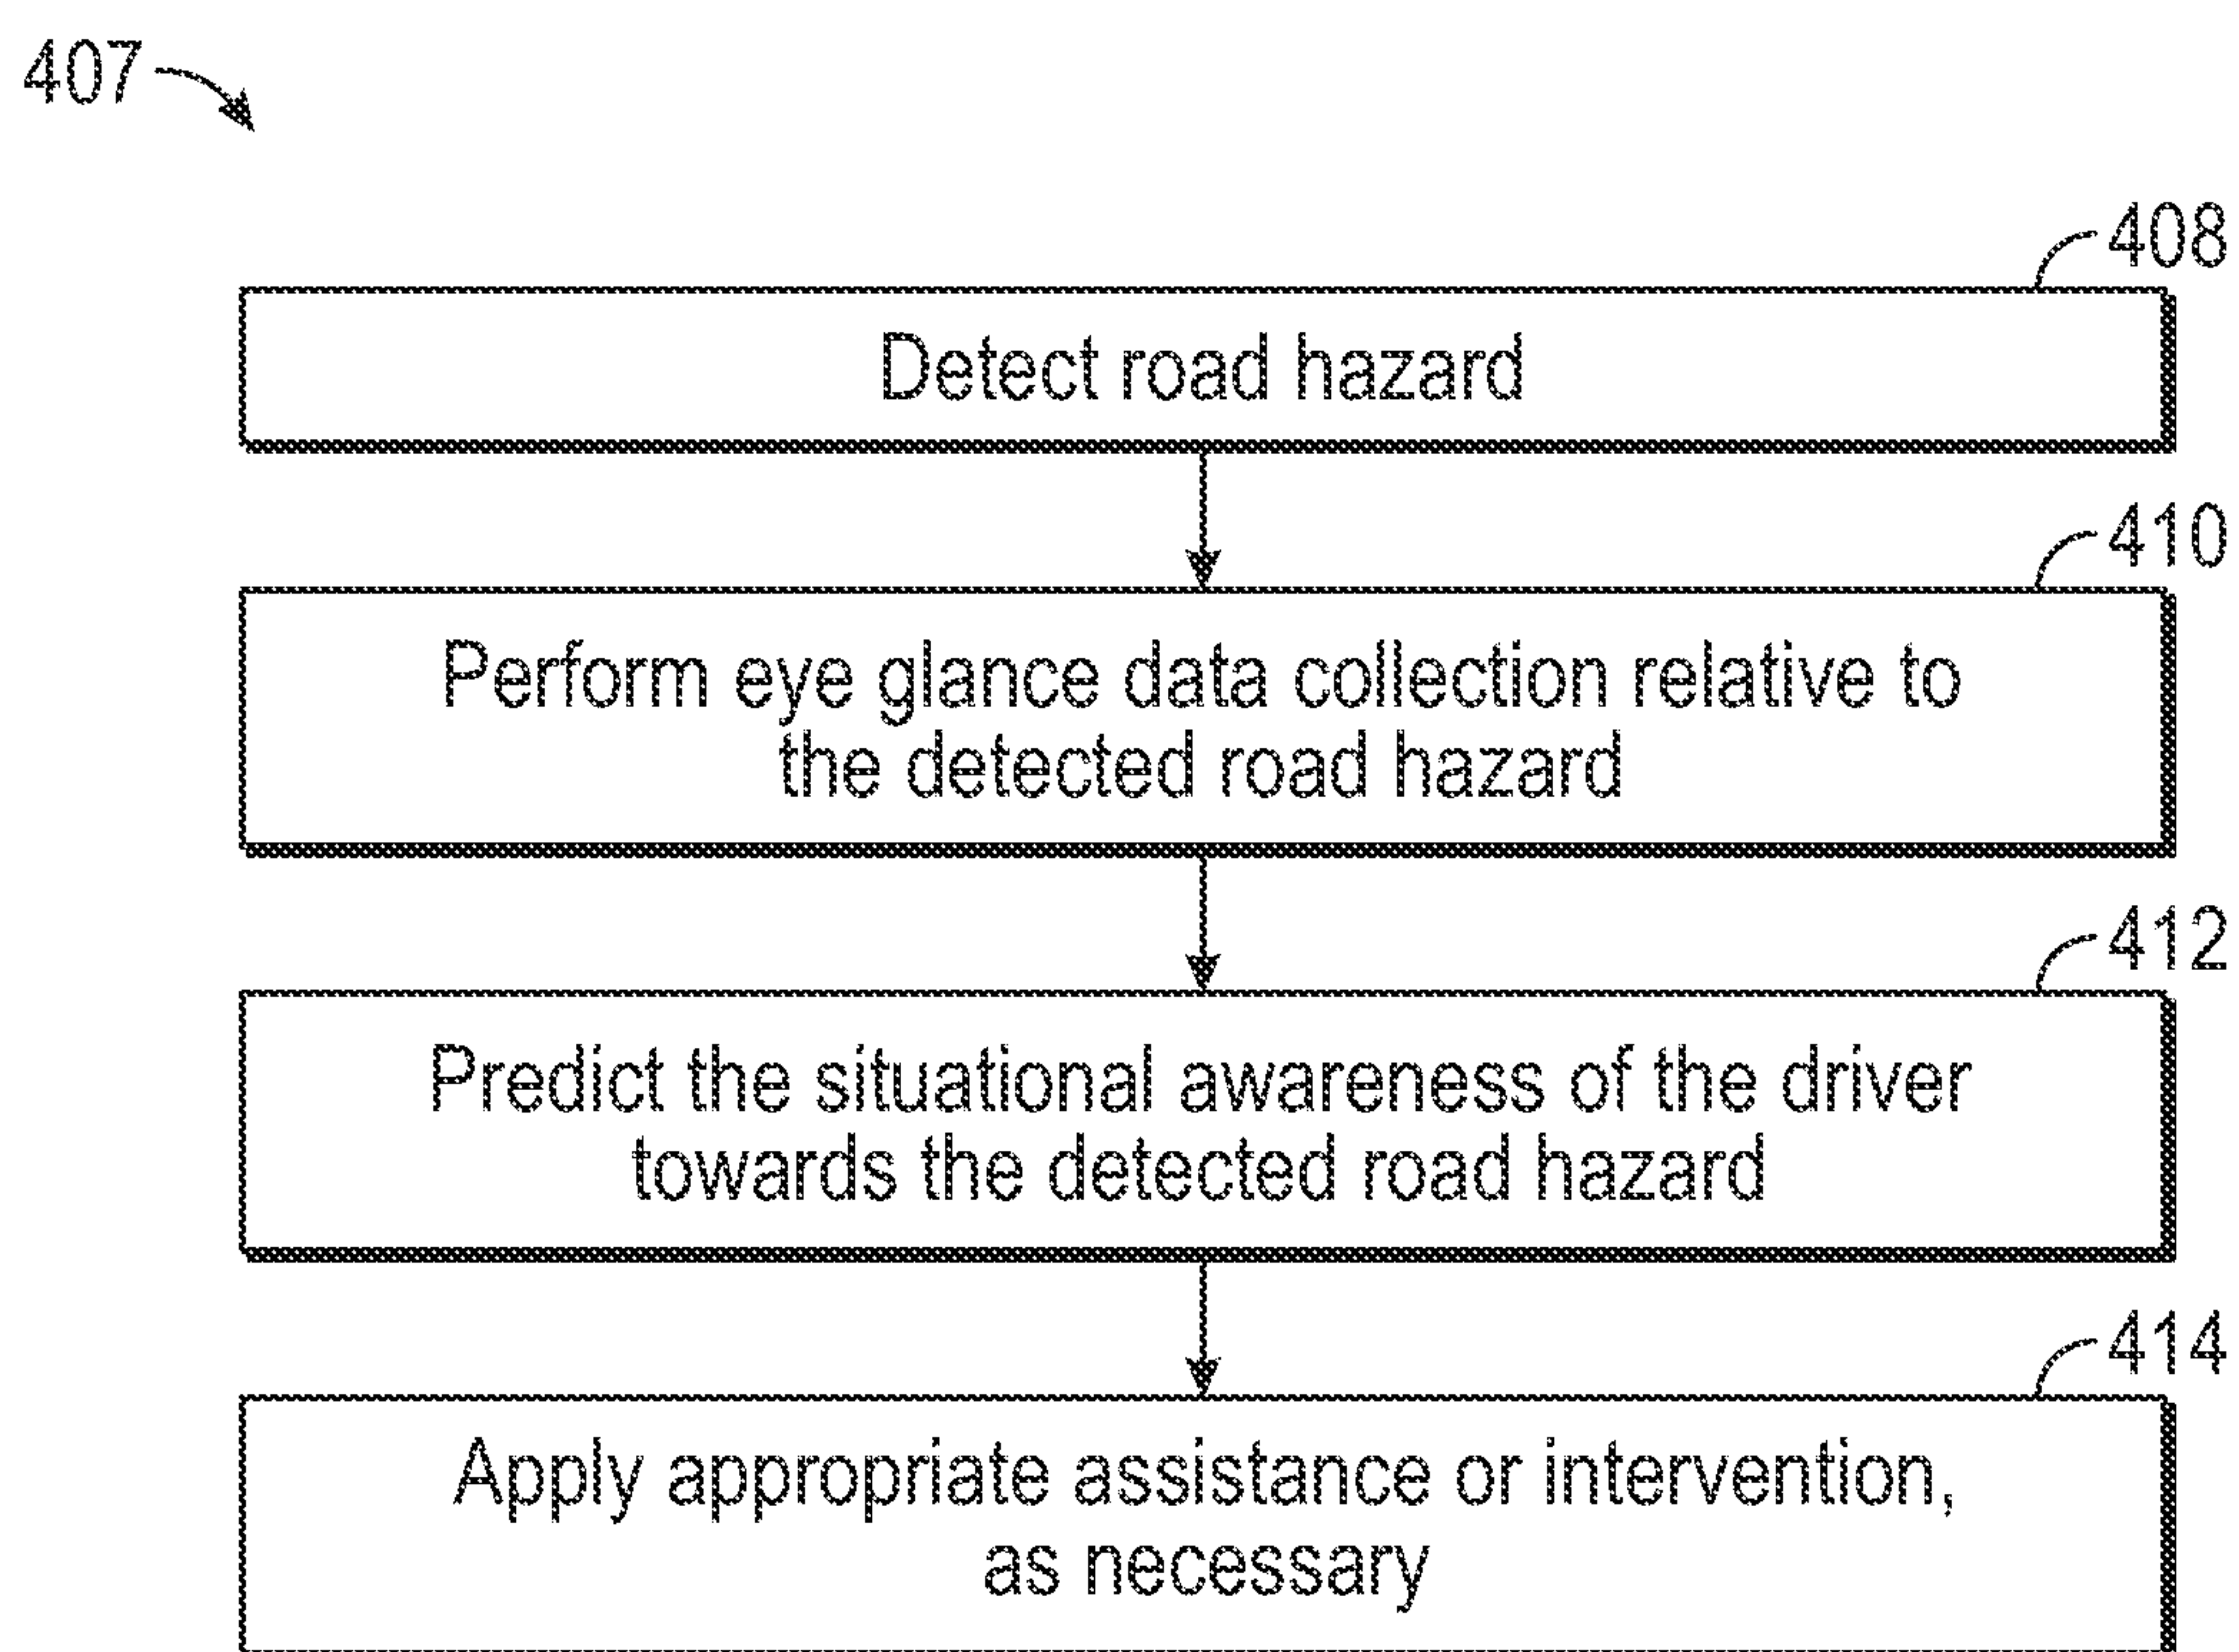 407
408
Detect road hazard
410
Perform eye glance data collection relative to
the detected road hazard
412
Predict the situational awareness of the driver
towards the detected road hazard
414
Apply appropriate assistance or intervention,
as necessary